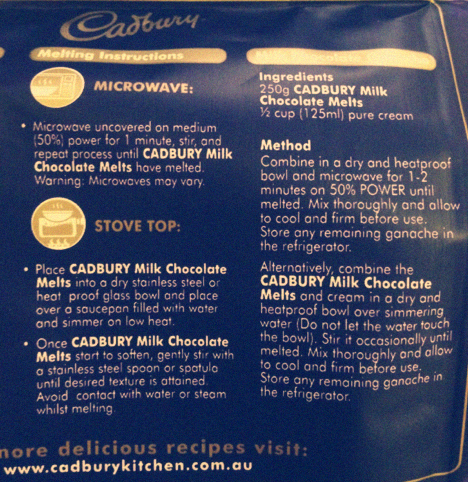 Cadbury
Melting Instructions
MICROWAVE:
• Microwave uncovered on medium
(50%) power for 1 minute, stir, and
repeat process until CADBURY Milk
Chocolate Melts have melted.
Warning: Microwaves may vary.
STOVE TOP:
• Place CADBURY Milk Chocolate
Melts into a dry stainless steel or
heat proof glass bowl and place
over a saucepan filled with water
and simmer on low heat.
• Once CADBURY Milk Chocolate
Melts start to soften, gently stir with
a stainless steel spoon or spatula
until desired texture is attained.
Avoid contact with water or steam
whilst melting.
Milk Chocolate
Ingredients
250g CADBURY Milk
Chocolate Melts
½ cup (125ml) pure cream
Method
Combine in a dry and heatproof
bowl and microwave for 1-2
minutes on 50% POWER until
melted. Mix thoroughly and allow
to cool and firm before use.
Store any remaining ganache in
the refrigerator.
Alternatively, combine the
CADBURY Milk Chocolate
Melts and cream in a dry and
heatproof bowl over simmering
water (Do not let the water touch
the bowl). Stir it occasionally until
melted. Mix thoroughly and allow
to cool and firm before use.
Store any remaining ganache in
the refrigerator.
more delicious recipes visit:
www.cadburykitchen.com.au